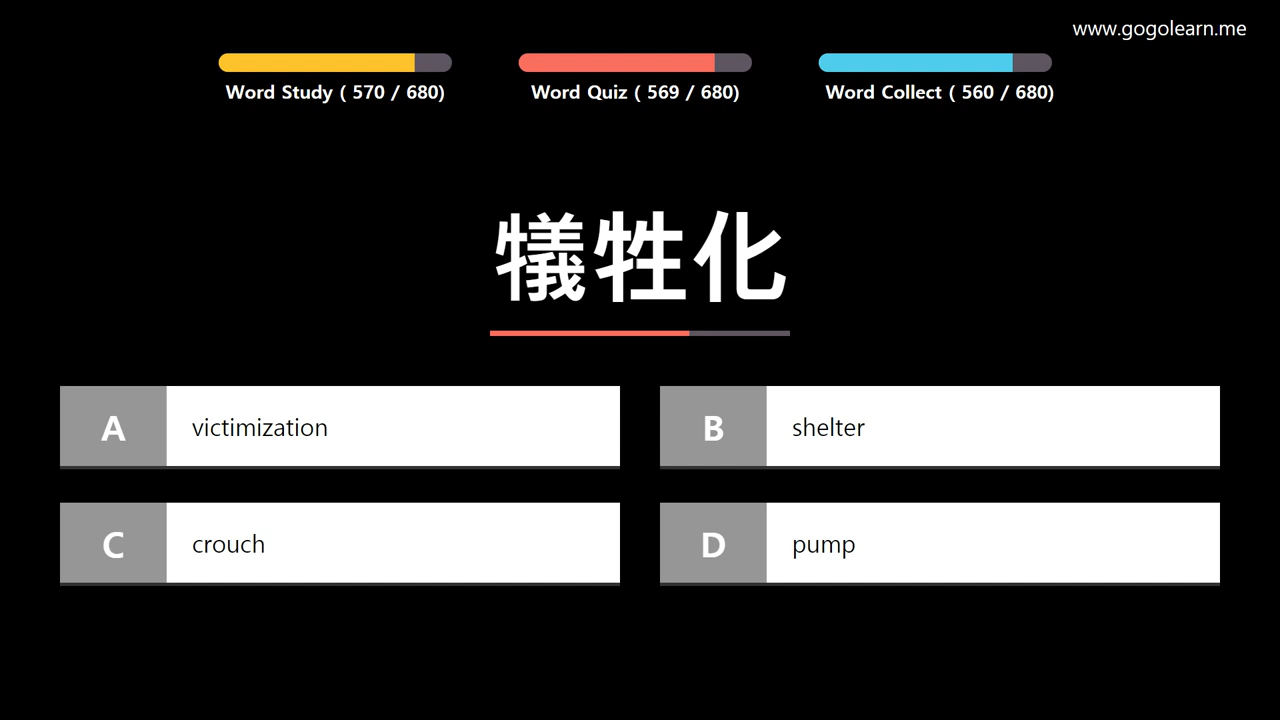 www.gogolearn.me
Word Study ( 570 / 680)
Word Quiz ( 569 / 680)
Word Collect ( 560 / 680)
犠牲化
A victimization
B shelter
C crouch
D pump